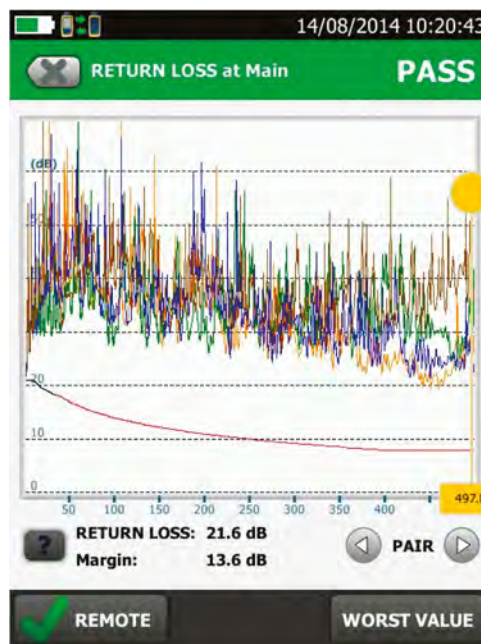 14/08/2014 10:20:43
RETURN LOSS at Main
PASS
(dB)
20
10
0
50
100
150
200
250
300
350
400
497.
?
RETURN LOSS: 21.6 dB
Margin: 13.6 dB
PAIR
REMOTE
WORST VALUE